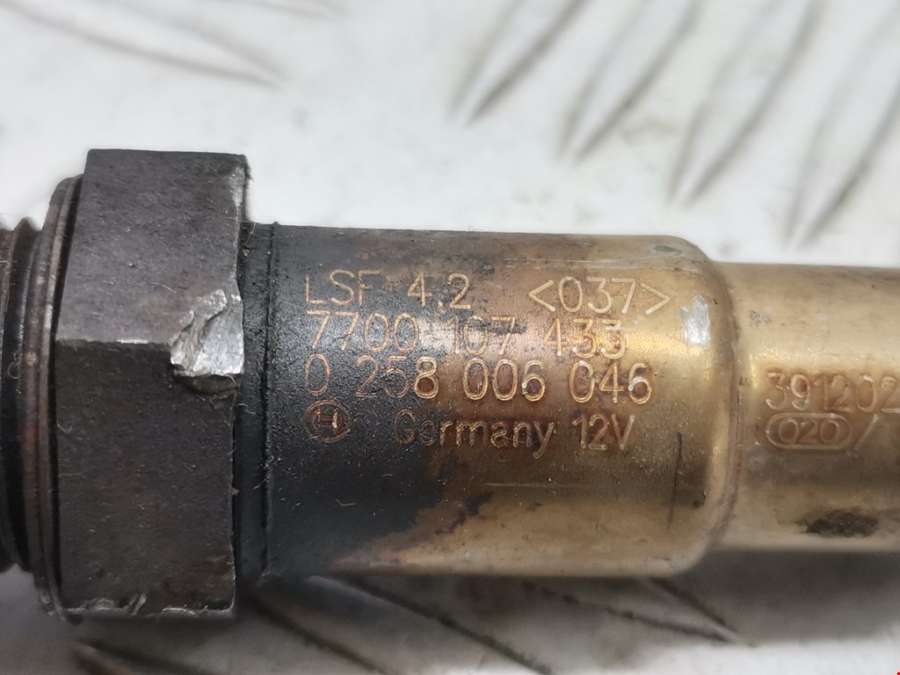 LSF 4.2 <037>
7700 107 433
0 258 006 046
Germany 12V
391202
020 /